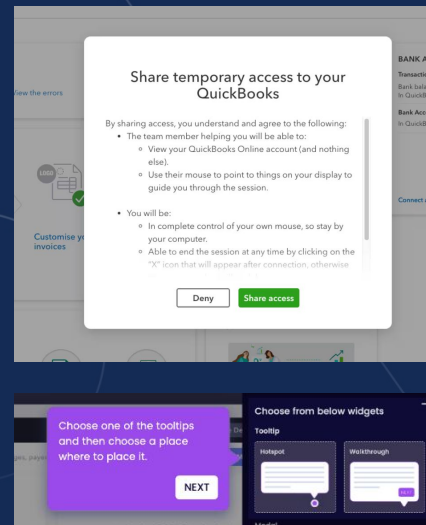 Share temporary access to your
QuickBooks
By sharing access, you understand and agree to the following:
• The team member helping you will be able to:
◦ View your QuickBooks Online account (and nothing
else).
◦ Use their mouse to point to things on your display to
guide you through the session.
• You will be:
◦ In complete control of your own mouse, so stay by
your computer.
◦ Able to end the session at any time by clicking on the
"X" icon that will appear after connection, otherwise
Deny
Share access
View the errors
LOGO
Customise
invoices
BANK A
Bank bala
In QuickB
Bank Acc
In QuickB
Connect
Choose one of the tooltips
and then choose a place
where to place it.
NEXT
Choose from below widgets
Tooltip
Hotspot
Walkthrough
NEXT